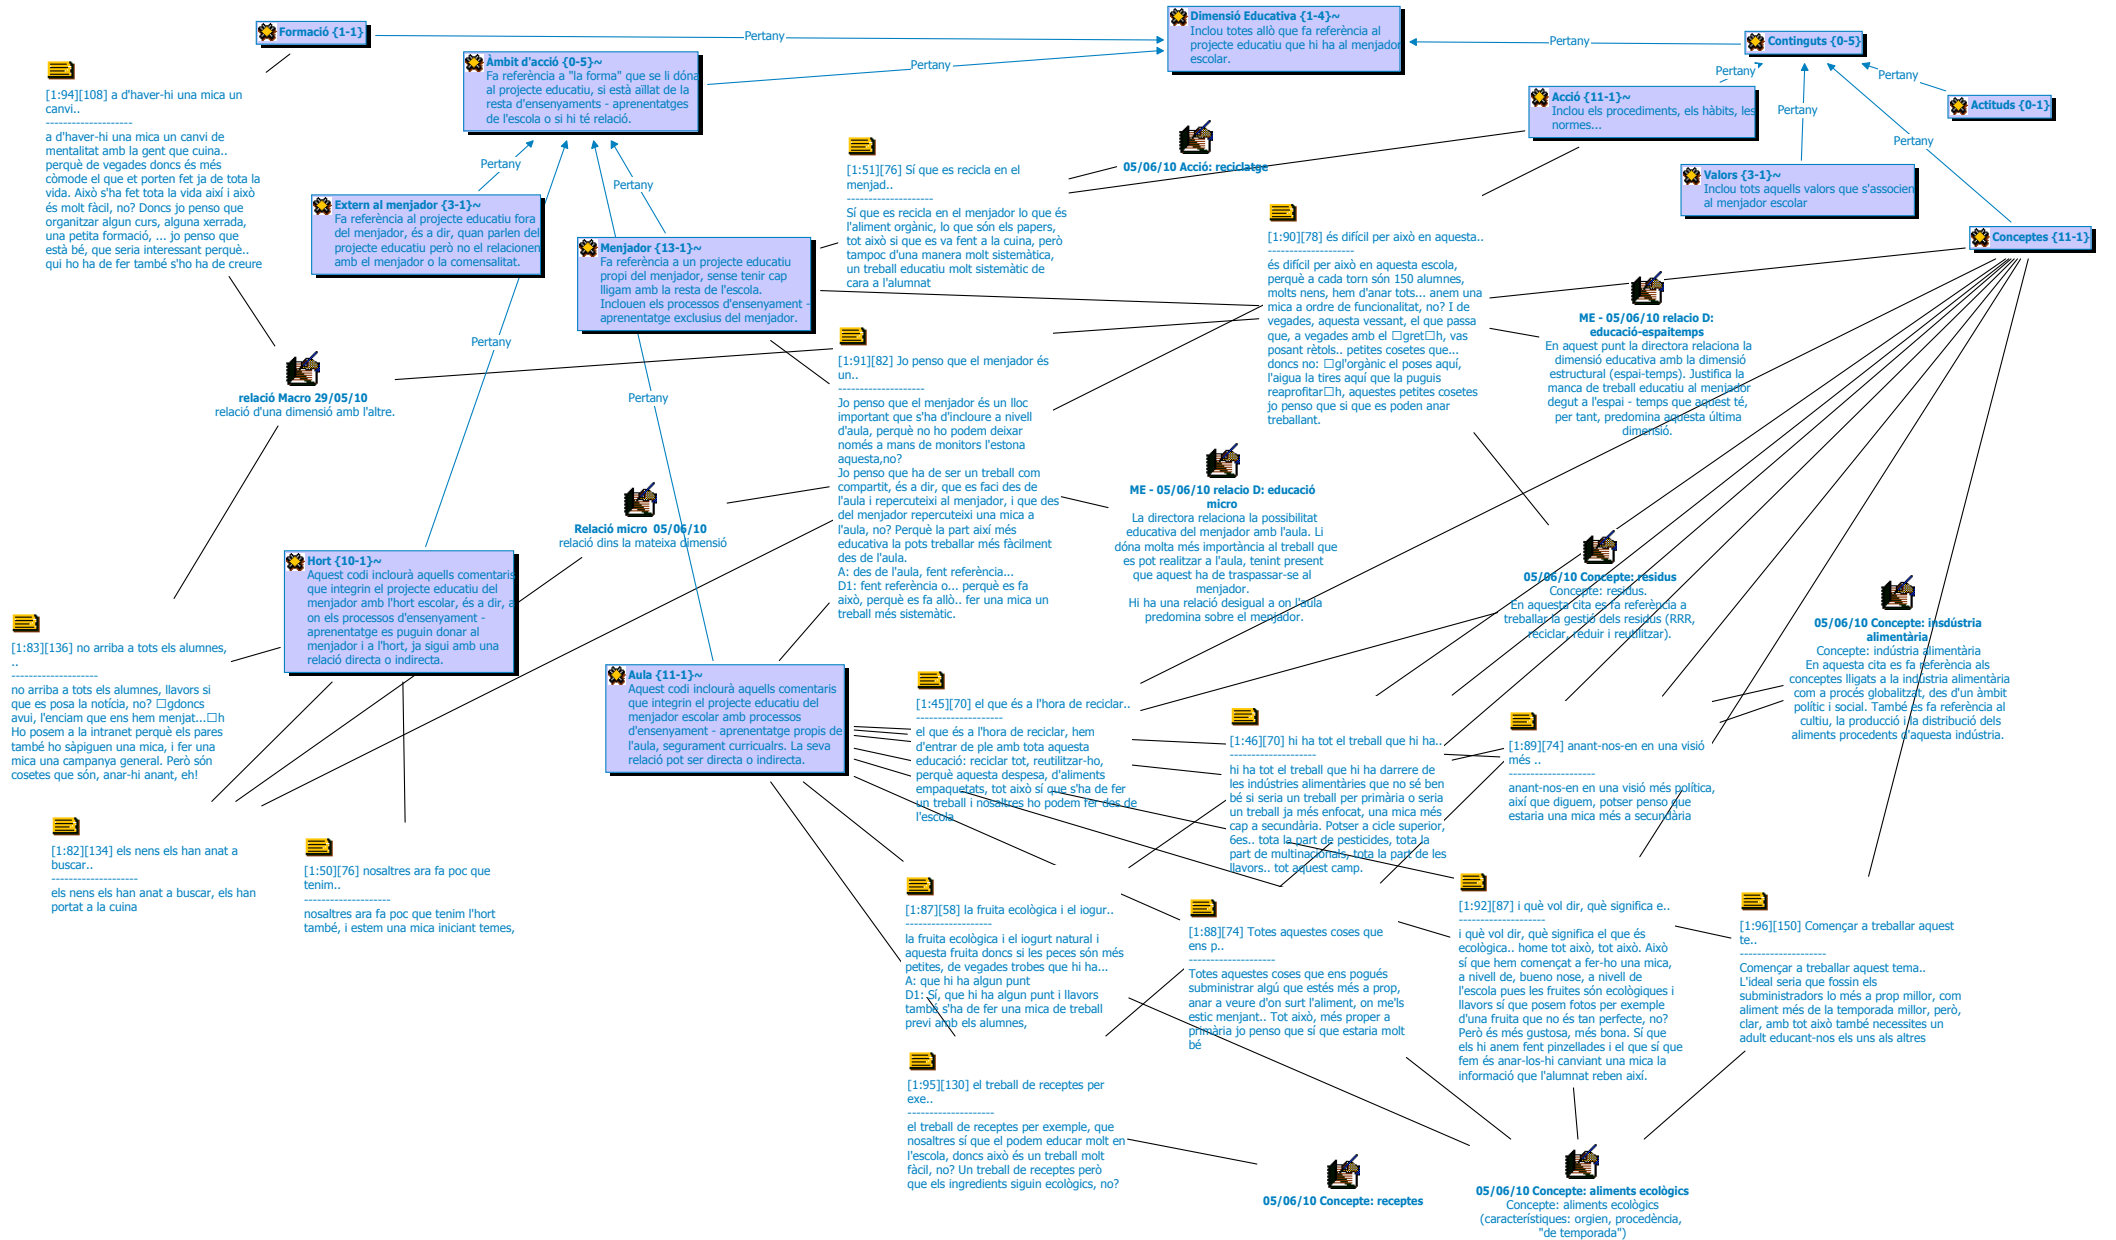 Formació {1-1}
Pertany
Dimensió Educativa {1-4}~
Inclou totes allò que fa referència al
projecte educatiu que hi ha al menjador
escolar.
Pertany
Continguts {0-5}
Àmbit d'acció {0-5}~
Fa referència a "la forma" que se li dóna
al projecte educatiu, si està aïllat de la
resta d'ensenyaments - aprenentatges
de l'escola o si hi té relació.
Pertany
Pertany
Pertany
Acció {11-1}~
Inclou els procediments, els hàbits, les
normes...
Pertany
Actituds {0-1}
Pertany
Valors {3-1}~
Inclou tots aquells valors que s'associen
al menjador escolar
Conceptes {11-1}
[1:94][108] a d'haver-hi una mica un
canvi..
--------------------
a d'haver-hi una mica un canvi de
mentalitat amb la gent que cuina..
perquè de vegades doncs és més
còmode el que et porten fet ja de tota la
vida. Això s'ha fet tota la vida així i això
és molt fàcil, no? Doncs jo penso que
organitzar algun curs, alguna xerrada,
una petita formació, ... jo penso que
està bé, que seria interessant perquè..
qui ho ha de fer també s'ho ha de creure
Pertany
Pertany
Extern al menjador {3-1}~
Fa referència al projecte educatiu fora
del menjador, és a dir, quan parlen del
projecte educatiu però no el relacionen
amb el menjador o la comensalitat.
Menjador {13-1}~
Fa referència a un projecte educatiu
propi del menjador, sense tenir cap
lligam amb la resta de l'escola.
Inclouen els processos d'ensenyament -
aprenentatge exclusius del menjador.
[1:51][76] Sí que es recicla en el
menjad..
--------------------
Sí que es recicla en el menjador lo que és
l'aliment orgànic, lo que són els papers,
tot això si que es va fent a la cuina, però
tampoc d'una manera molt sistemàtica,
un treball educatiu molt sistemàtic de
cara a l'alumnat
05/06/10 Acció: reciclatge
[1:90][78] és difícil per això en aquesta..
--------------------
és difícil per això en aquesta escola,
perquè a cada torn són 150 alumnes,
molts nens, hem d'anar tots... anem una
mica a ordre de funcionalitat, no? I de
vegades, aquesta vessant, el que passa
que, a vegades amb el □gret□h, vas
posant rètols.. petites cosetes que...
doncs no: □gl'orgànic el poses aquí,
l'aigua la tires aquí que la puguis
reaprofitar□h, aquestes petites cosetes
jo penso que si que es poden anar
treballant.
ME - 05/06/10 relacio D:
educació-espaitemps
En aquest punt la directora relaciona la
dimensió educativa amb la dimensió
estructural (espai-temps). Justifica la
manca de treball educatiu al menjador
degut a l'espai - temps que aquest té,
per tant, predomina aquesta última
dimensió.
Pertany
Pertany
relació Macro 29/05/10
relació d'una dimensió amb l'altre.
[1:91][82] Jo penso que el menjador és
un..
--------------------
Jo penso que el menjador és un lloc
important que s'ha d'incloure a nivell
d'aula, perquè no ho podem deixar
només a mans de monitors l'estona
aquesta,no?
Jo penso que ha de ser un treball com
compartit, és a dir, que es faci des de
l'aula i repercuteixi al menjador, i que des
del menjador repercuteixi una mica a
l'aula, no? Perquè la part així més
educativa la pots treballar més fàcilment
des de l'aula.
A: des de l'aula, fent referència...
D1: fent referència o... perquè es fa
això, perquè es fa allò.. fer una mica un
treball més sistemàtic.
ME - 05/06/10 relacio D: educació
micro
La directora relaciona la possibilitat
educativa del menjador amb l'aula. Li
dóna molta més importància al treball que
es pot realitzar a l'aula, tenint present
que aquest ha de traspassar-se al
menjador.
Hi ha una relació desigual a on l'aula
predomina sobre el menjador.
Relació micro  05/06/10
relació dins la mateixa dimensió
Hort {10-1}~
Aquest codi inclourà aquells comentaris
que integrin el projecte educatiu del
menjador amb l'hort escolar, és a dir, a
on els processos d'ensenyament -
aprenentatge es puguin donar al
menjador i a l'hort, ja sigui amb una
relació directa o indirecta.
05/06/10 Concepte: residus
Concepte: residus.
En aquesta cita es fa referència a
treballar la gestió dels residus (RRR,
reciclar, reduir i reutilitzar).
05/06/10 Concepte: insdústria
alimentària
Concepte: indústria alimentària
En aquesta cita es fa referència als
conceptes lligats a la indústria alimentària
com a procés globalitzat, des d'un àmbit
polític i social. També es fa referència al
cultiu, la producció i la distribució dels
aliments procedents d'aquesta indústria.
[1:83][136] no arriba a tots els alumnes,
..
--------------------
no arriba a tots els alumnes, llavors si
que es posa la notícia, no? □gdoncs
avui, l'enciam que ens hem menjat...□h
Ho posem a la intranet perquè els pares
també ho sàpiguen una mica, i fer una
mica una campanya general. Però són
cosetes que són, anar-hi anant, eh!
Aula {11-1}~
Aquest codi inclourà aquells comentaris
que integrin el projecte educatiu del
menjador escolar amb processos
d'ensenyament - aprenentatge propis de
l'aula, segurament curricualrs. La seva
relació pot ser directa o indirecta.
[1:45][70] el que és a l'hora de reciclar..
--------------------
el que és a l'hora de reciclar, hem
d'entrar de ple amb tota aquesta
educació: reciclar tot, reutilitzar-ho,
perquè aquesta despesa, d'aliments
empaquetats, tot això sí que s'ha de fer
un treball i nosaltres ho podem fer des de
l'escola
[1:46][70] hi ha tot el treball que hi ha..
--------------------
hi ha tot el treball que hi ha darrere de
les indústries alimentàries que no sé ben
bé si seria un treball per primària o seria
un treball ja més enfocat, una mica més
cap a secundària. Potser a cicle superior,
6es.. tota la part de pesticides, tota la
part de multinacionals, tota la part de les
llavors.. tot aquest camp.
[1:89][74] anant-nos-en en una visió
més ..
--------------------
anant-nos-en en una visió més política,
així que diguem, potser penso que
estaria una mica més a secundària
[1:82][134] els nens els han anat a
buscar..
--------------------
els nens els han anat a buscar, els han
portat a la cuina
[1:50][76] nosaltres ara fa poc que
tenim..
--------------------
nosaltres ara fa poc que tenim l'hort
també, i estem una mica iniciant temes,
[1:87][58] la fruita ecològica i el iogur..
--------------------
la fruita ecològica i el iogurt natural i
aquesta fruita doncs si les peces són més
petites, de vegades trobes que hi ha...
A: que hi ha algun punt
D1: Sí, que hi ha algun punt i llavors
també s'ha de fer una mica de treball
previ amb els alumnes,
[1:88][74] Totes aquestes coses que
ens p..
--------------------
Totes aquestes coses que ens pogués
subministrar algú que estés més a prop,
anar a veure d'on surt l'aliment, on me'ls
estic menjant.. Tot això, més proper a
primària jo penso que sí que estaria molt
bé
[1:92][87] i què vol dir, què significa e..
--------------------
i què vol dir, què significa el que és
ecològica.. home tot això, tot això. Això
sí que hem començat a fer-ho una mica,
a nivell de, bueno nose, a nivell de
l'escola pues les fruites són ecològiques i
llavors sí que posem fotos per exemple
d'una fruita que no és tan perfecte, no?
Però és més gustosa, més bona. Sí que
els hi anem fent pinzellades i el que sí que
fem és anar-los-hi canviant una mica la
informació que l'alumnat reben així.
[1:96][150] Començar a treballar aquest
te..
--------------------
Començar a treballar aquest tema..
L'ideal seria que fossin els
subministradors lo més a prop millor, com
aliment més de la temporada millor, però,
clar, amb tot això també necessites un
adult educant-nos els uns als altres
[1:95][130] el treball de receptes per
exe..
--------------------
el treball de receptes per exemple, que
nosaltres sí que el podem educar molt en
l'escola, doncs això és un treball molt
fàcil, no? Un treball de receptes però
que els ingredients siguin ecològics, no?
05/06/10 Concepte: receptes
05/06/10 Concepte: aliments ecològics
Concepte: aliments ecològics
(característiques: orgien, procedència,
"de temporada")